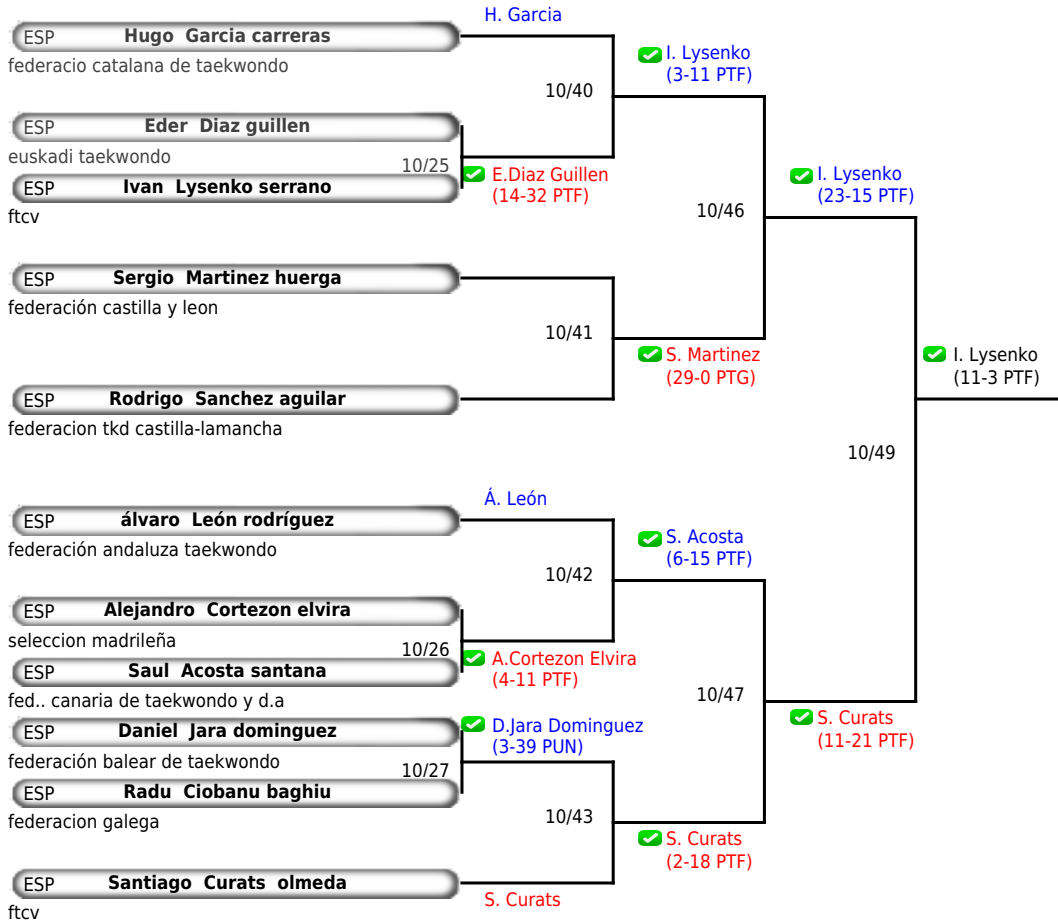 H. Garcia
ESP Hugo Garcia carreras
federacio catalana de taekwondo
I. Lysenko
(3-11 PTF)
10/40
ESP Eder Diaz guillen
euskadi taekwondo
10/25
E.Diaz Guillen
(14-32 PTF)
I. Lysenko
(23-15 PTF)
ESP Ivan Lysenko serrano
ftcv
10/46
ESP Sergio Martinez huerga
federación castilla y leon
10/41
S. Martinez
(29-0 PTG)
I. Lysenko
(11-3 PTF)
ESP Rodrigo Sanchez aguilar
federacion tkd castilla-lamancha
10/49
Á. León
ESP álvaro León rodríguez
federación andaluza taekwondo
S. Acosta
(6-15 PTF)
10/42
ESP Alejandro Cortezon elvira
seleccion madrileña
10/26
A.Cortezon Elvira
(4-11 PTF)
ESP Saul Acosta santana
fed.. canaria de taekwondo y d.a
10/47
S. Curats
(11-21 PTF)
ESP Daniel Jara dominguez
D.Jara Dominguez
(3-39 PUN)
federación balear de taekwondo
10/27
ESP Radu Ciobanu baghiu
federacion galega
10/43
S. Curats
(2-18 PTF)
ESP Santiago Curats olmeda
S. Curats
ftcv